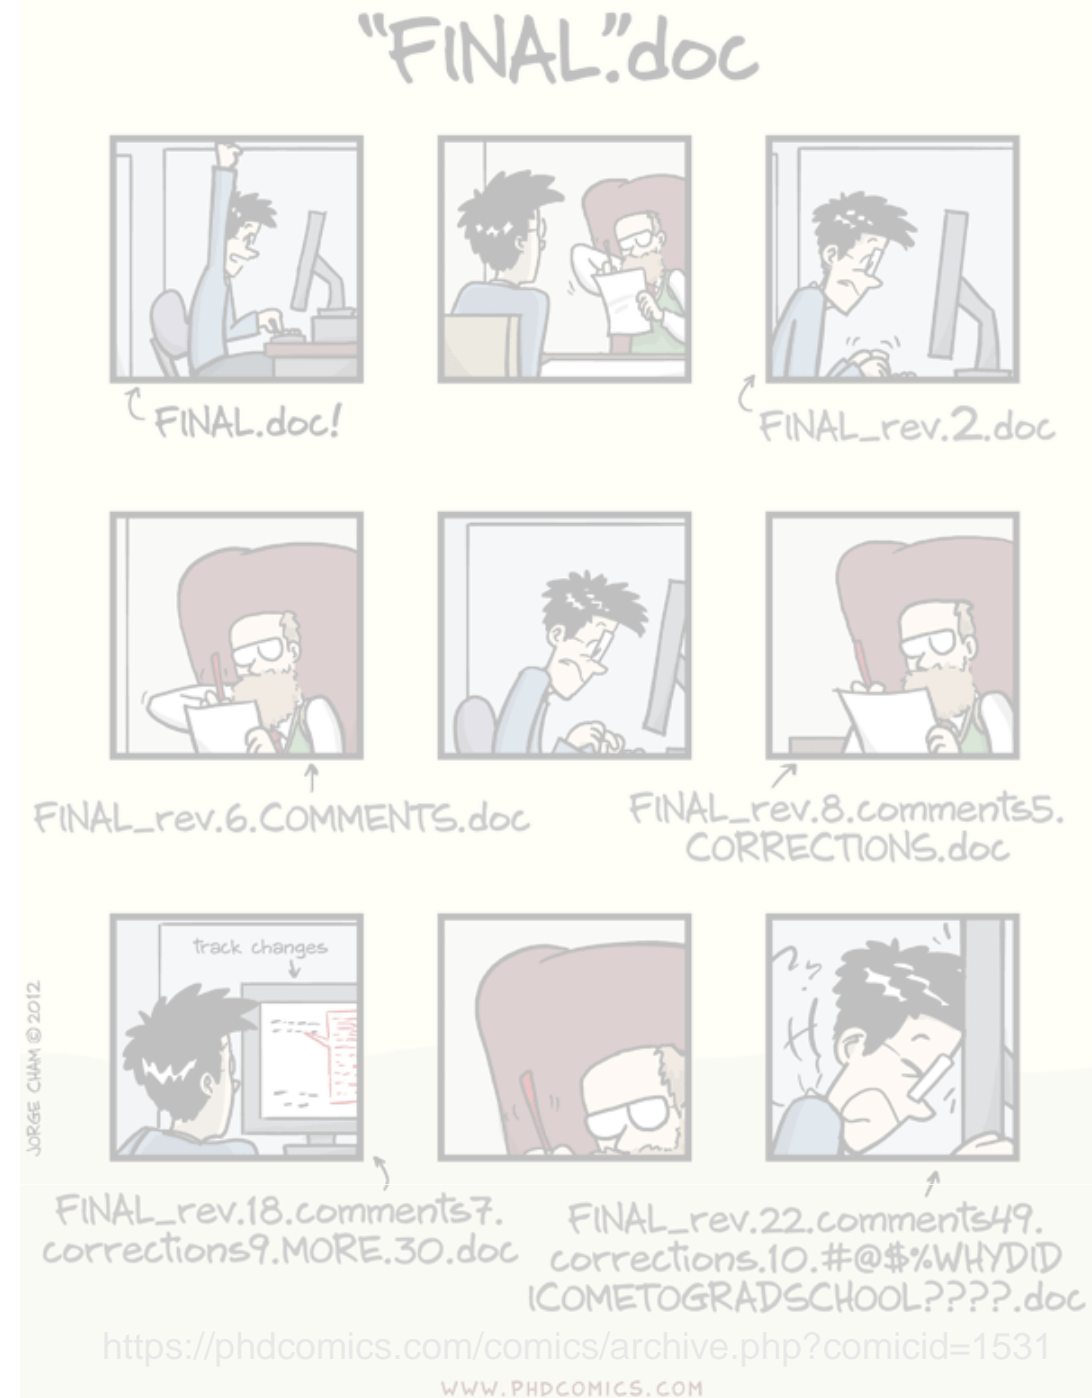 "FINAL".doc
FINAL.doc!
FINAL_rev.2.doc
FINAL_rev.6.COMMENTS.doc
FINAL_rev.8.comments5.
CORRECTIONS.doc
track changes
JORGE CHAM © 2012
FINAL_rev.18.comments7.
corrections9.MORE.30.doc
FINAL_rev.22.comments49.
corrections.10.#@$%WHYDID
ICOMETOGRADSCHOOL????.doc
https://phdcomics.com/comics/archive.php?comicid=1531
WWW.PHDCOMICS.COM